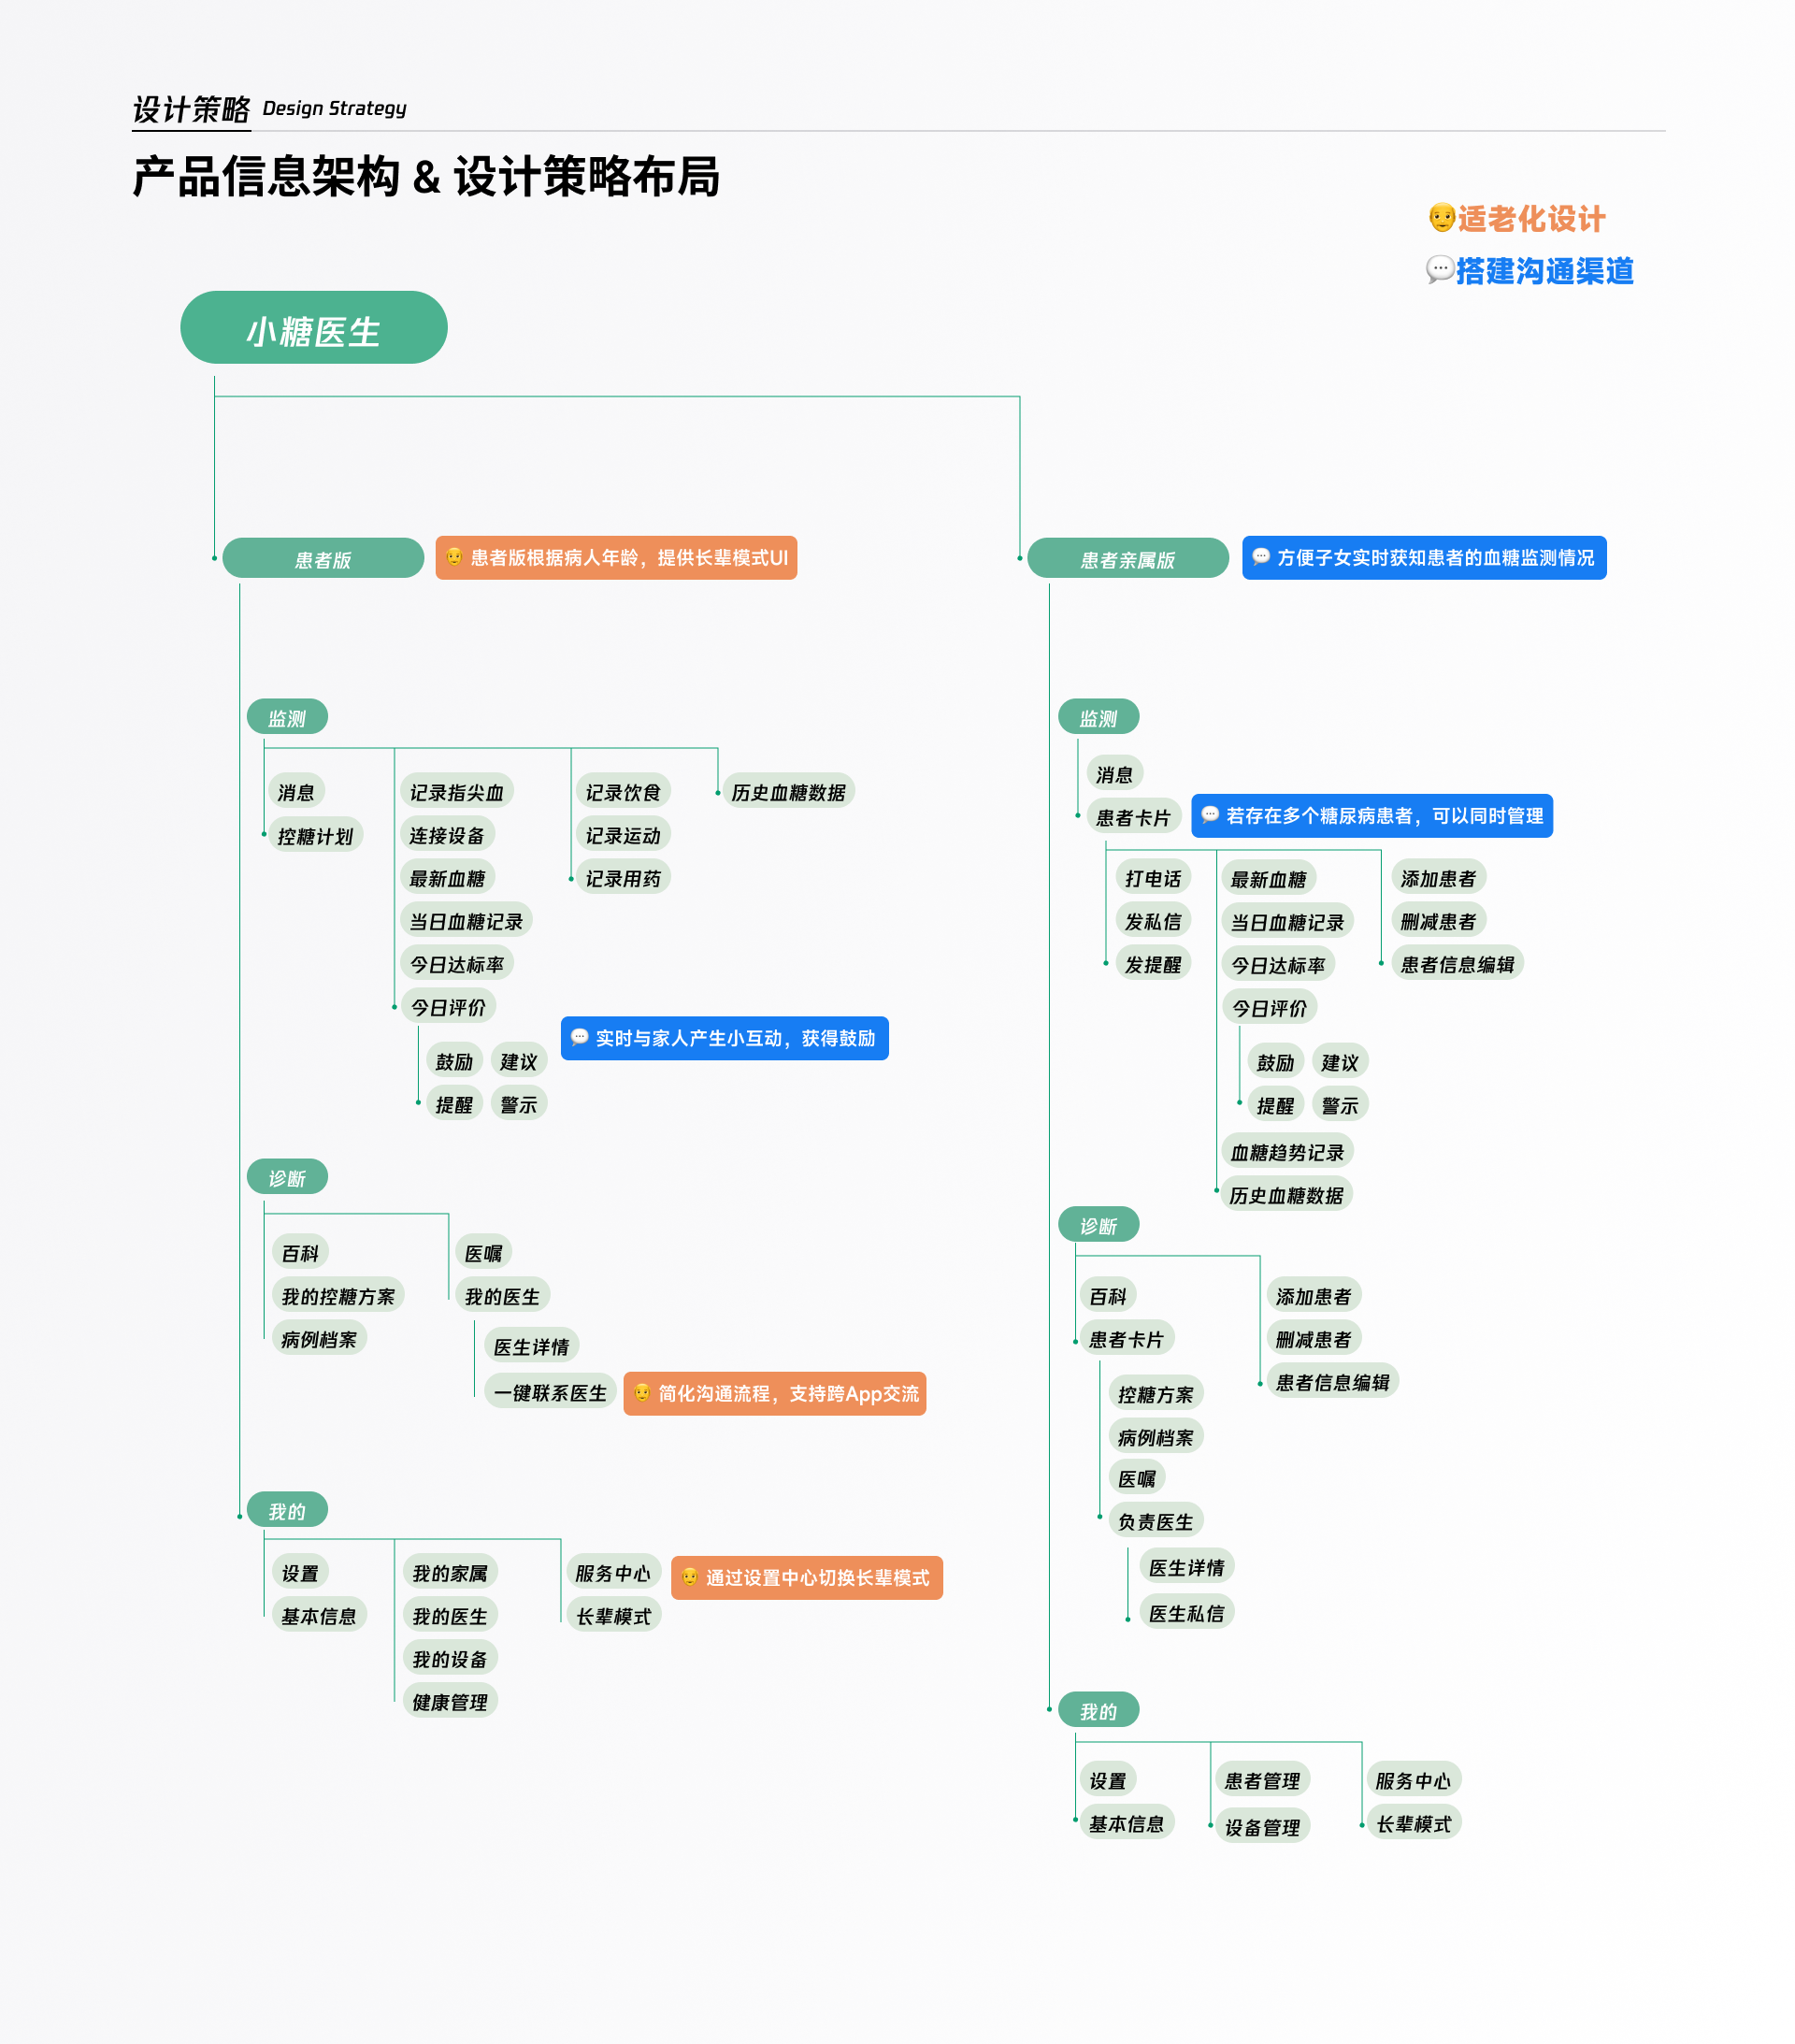 设计策略 Design Strategy
产品信息架构 & 设计策略布局
适老化设计
搭建沟通渠道
小糖医生
患者版
患者版根据病人年龄，提供长辈模式UI
监测
消息
控糖计划
记录指尖血
连接设备
最新血糖
当日血糖记录
今日达标率
今日评价
鼓励 建议
提醒 警示
实时与家人产生小互动，获得鼓励
记录饮食
记录运动
记录用药
历史血糖数据
诊断
百科
我的控糖方案
病例档案
医嘱
我的医生
医生详情
一键联系医生
简化沟通流程，支持跨App交流
我的
设置
基本信息
我的家属
我的医生
我的设备
健康管理
服务中心
长辈模式
通过设置中心切换长辈模式
患者亲属版
方便子女实时获知患者的血糖监测情况
监测
消息
患者卡片
若存在多个糖尿病患者，可以同时管理
打电话
发私信
发提醒
最新血糖
当日血糖记录
今日达标率
今日评价
鼓励 建议
提醒 警示
血糖趋势记录
历史血糖数据
添加患者
删减患者
患者信息编辑
诊断
百科
患者卡片
控糖方案
病例档案
医嘱
负责医生
医生详情
医生私信
添加患者
删减患者
患者信息编辑
我的
设置
基本信息
患者管理
设备管理
服务中心
长辈模式